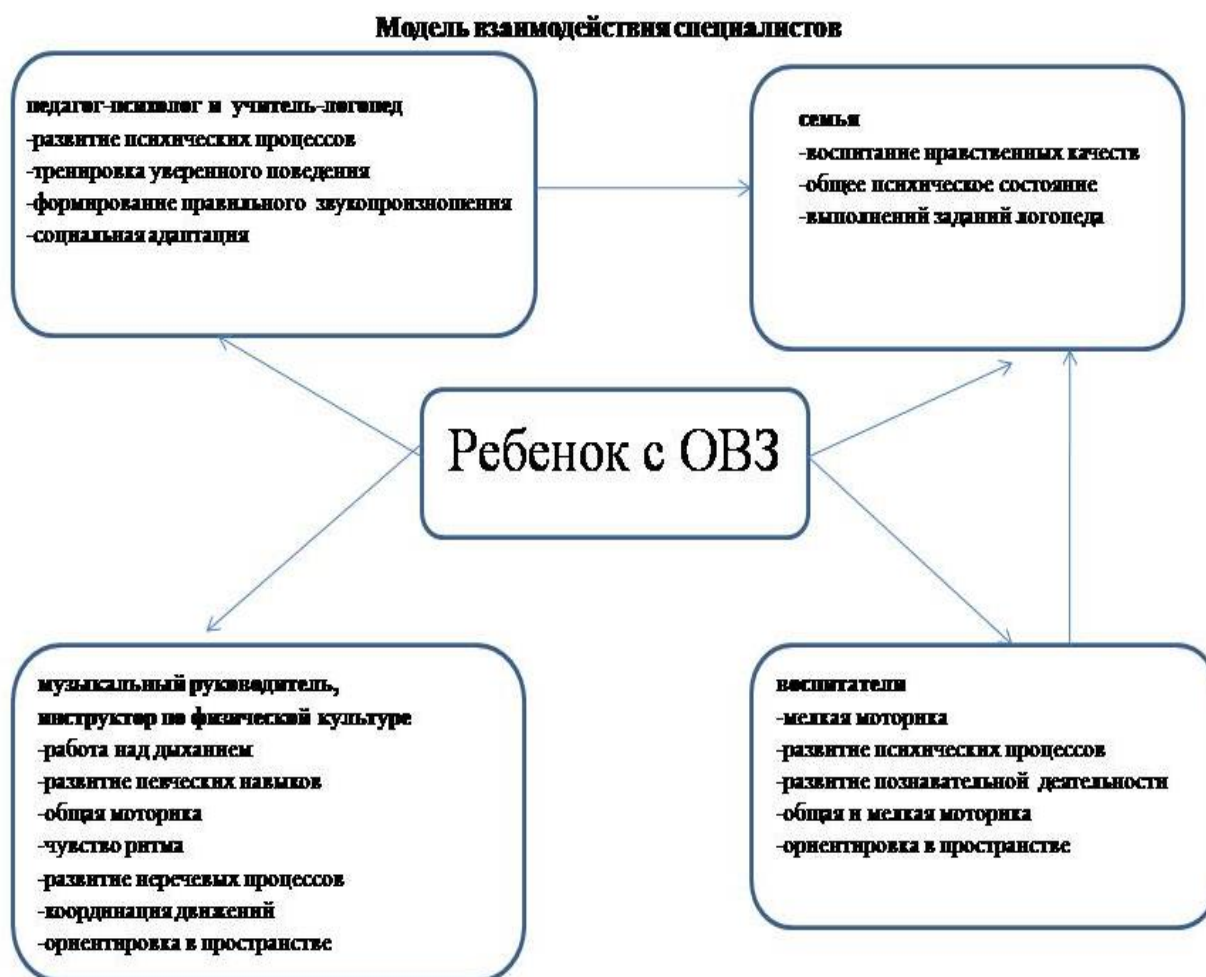 Модель взаимодействия специалистов
педагог-психолог и учитель-логопед
-развитие психических процессов
-тренировка уверенного поведения
-формирование правильного звукопроизношения
-социальная адаптация
семья
-воспитание нравственных качеств
-общее психическое состояние
-выполнений заданий логопеда
Ребенок с ОВЗ
музыкальный руководитель,
инструктор по физической культуре
-работа над дыханием
-развитие певческих навыков
-общая моторика
-чувство ритма
-развитие неречевых процессов
-координация движений
-ориентировка в пространстве
воспитатели
-мелкая моторика
-развитие психических процессов
-развитие познавательной деятельности
-общая и мелкая моторика
-ориентировка в пространстве